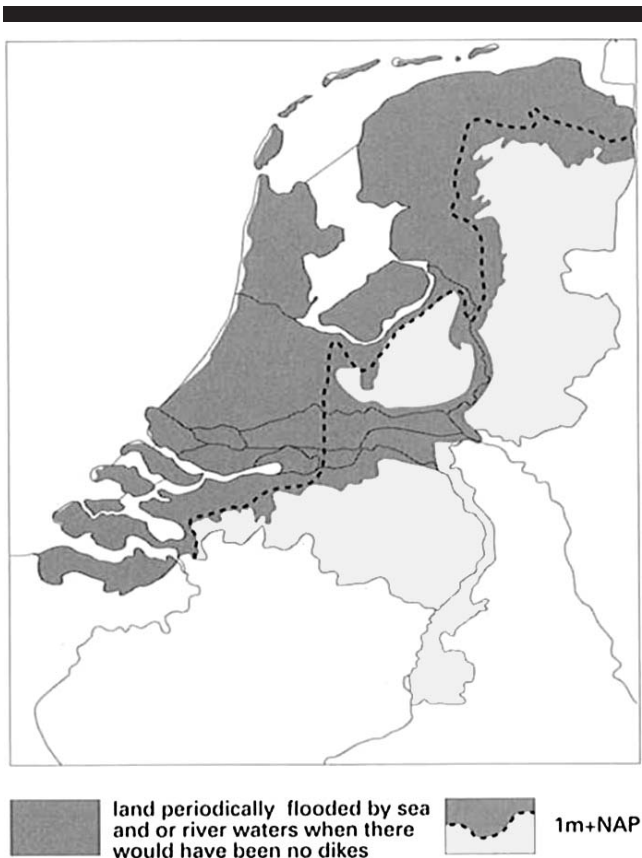 land periodically flooded by sea
and or river waters when there
would have been no dikes
1m+NAP